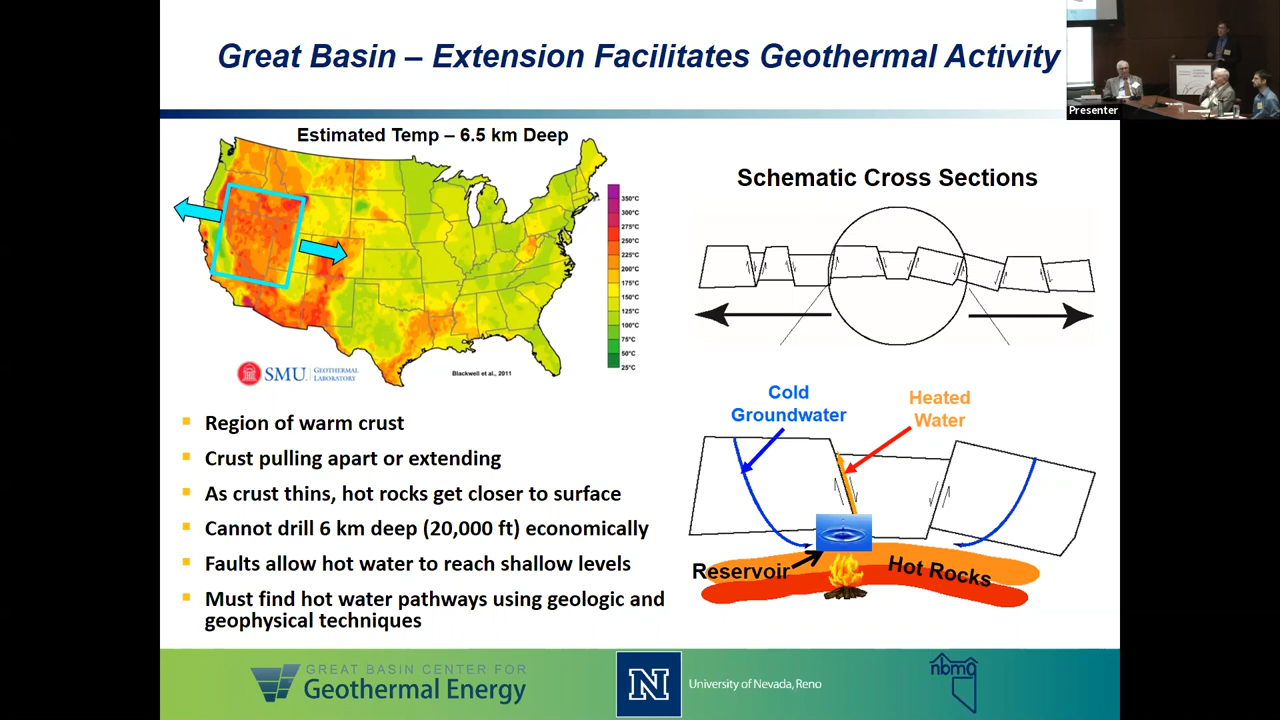 Great Basin – Extension Facilitates Geothermal Activity
Presenter
Estimated Temp – 6.5 km Deep
350°C
300°C
275°C
250°C
225°C
200°C
175°C
150°C
125°C
100°C
75°C
50°C
25°C
SMU.
GEOTHERMAL
LABORATORY
Blackwell et al., 2011
Schematic Cross Sections
Cold
Groundwater
Heated
Water
Reservoir
Hot Rocks
Region of warm crust
Crust pulling apart or extending
As crust thins, hot rocks get closer to surface
Cannot drill 6 km deep (20,000 ft) economically
Faults allow hot water to reach shallow levels
Must find hot water pathways using geologic and
geophysical techniques
GREAT BASIN CENTER FOR
Geothermal Energy
N
University of Nevada, Reno
nbmg